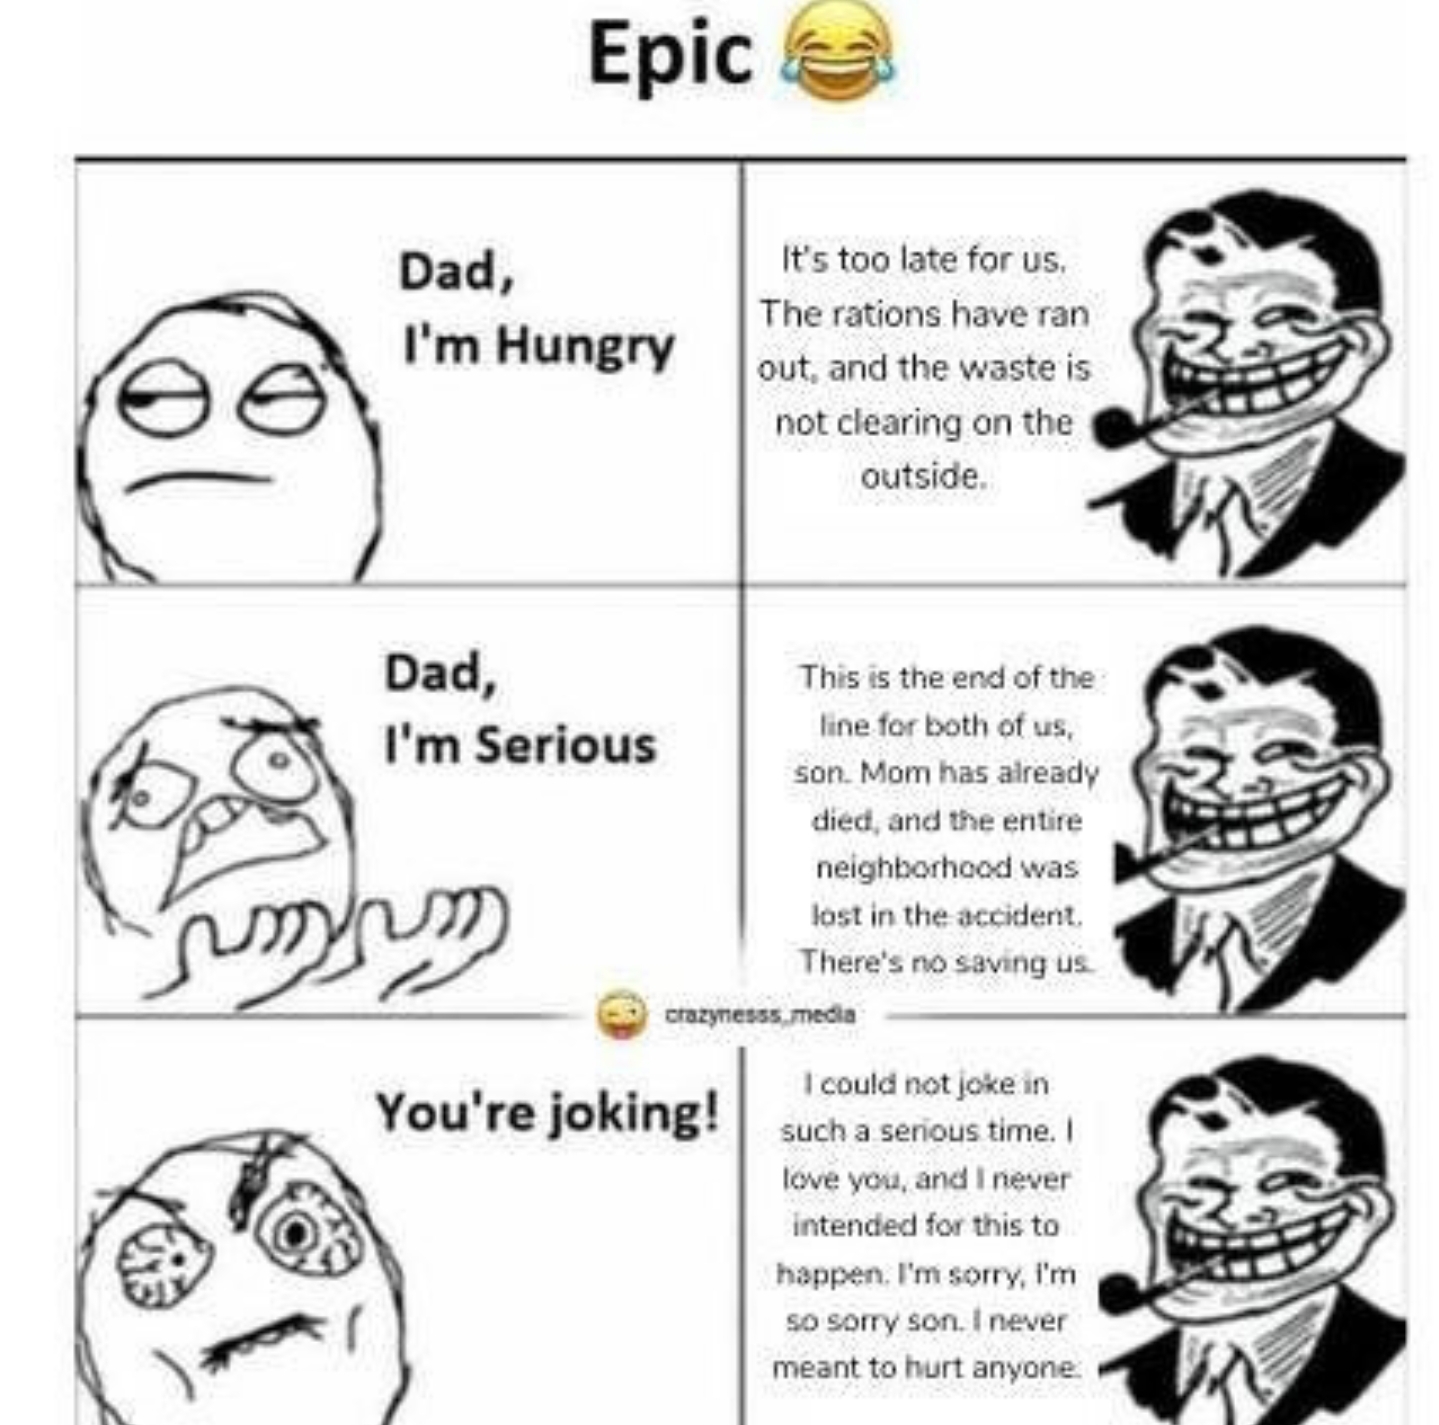 Epic 😂
Dad,
I'm Hungry
It's too late for us.
The rations have ran
out, and the waste is
not clearing on the
outside.
Dad,
I'm Serious
This is the end of the
line for both of us,
son. Mom has already
died, and the entire
neighborhood was
lost in the accident.
There's no saving us.
crazynesss_media
You're joking!
I could not joke in
such a serious time. I
love you, and I never
intended for this to
happen. I'm sorry, I'm
so sorry son. I never
meant to hurt anyone.